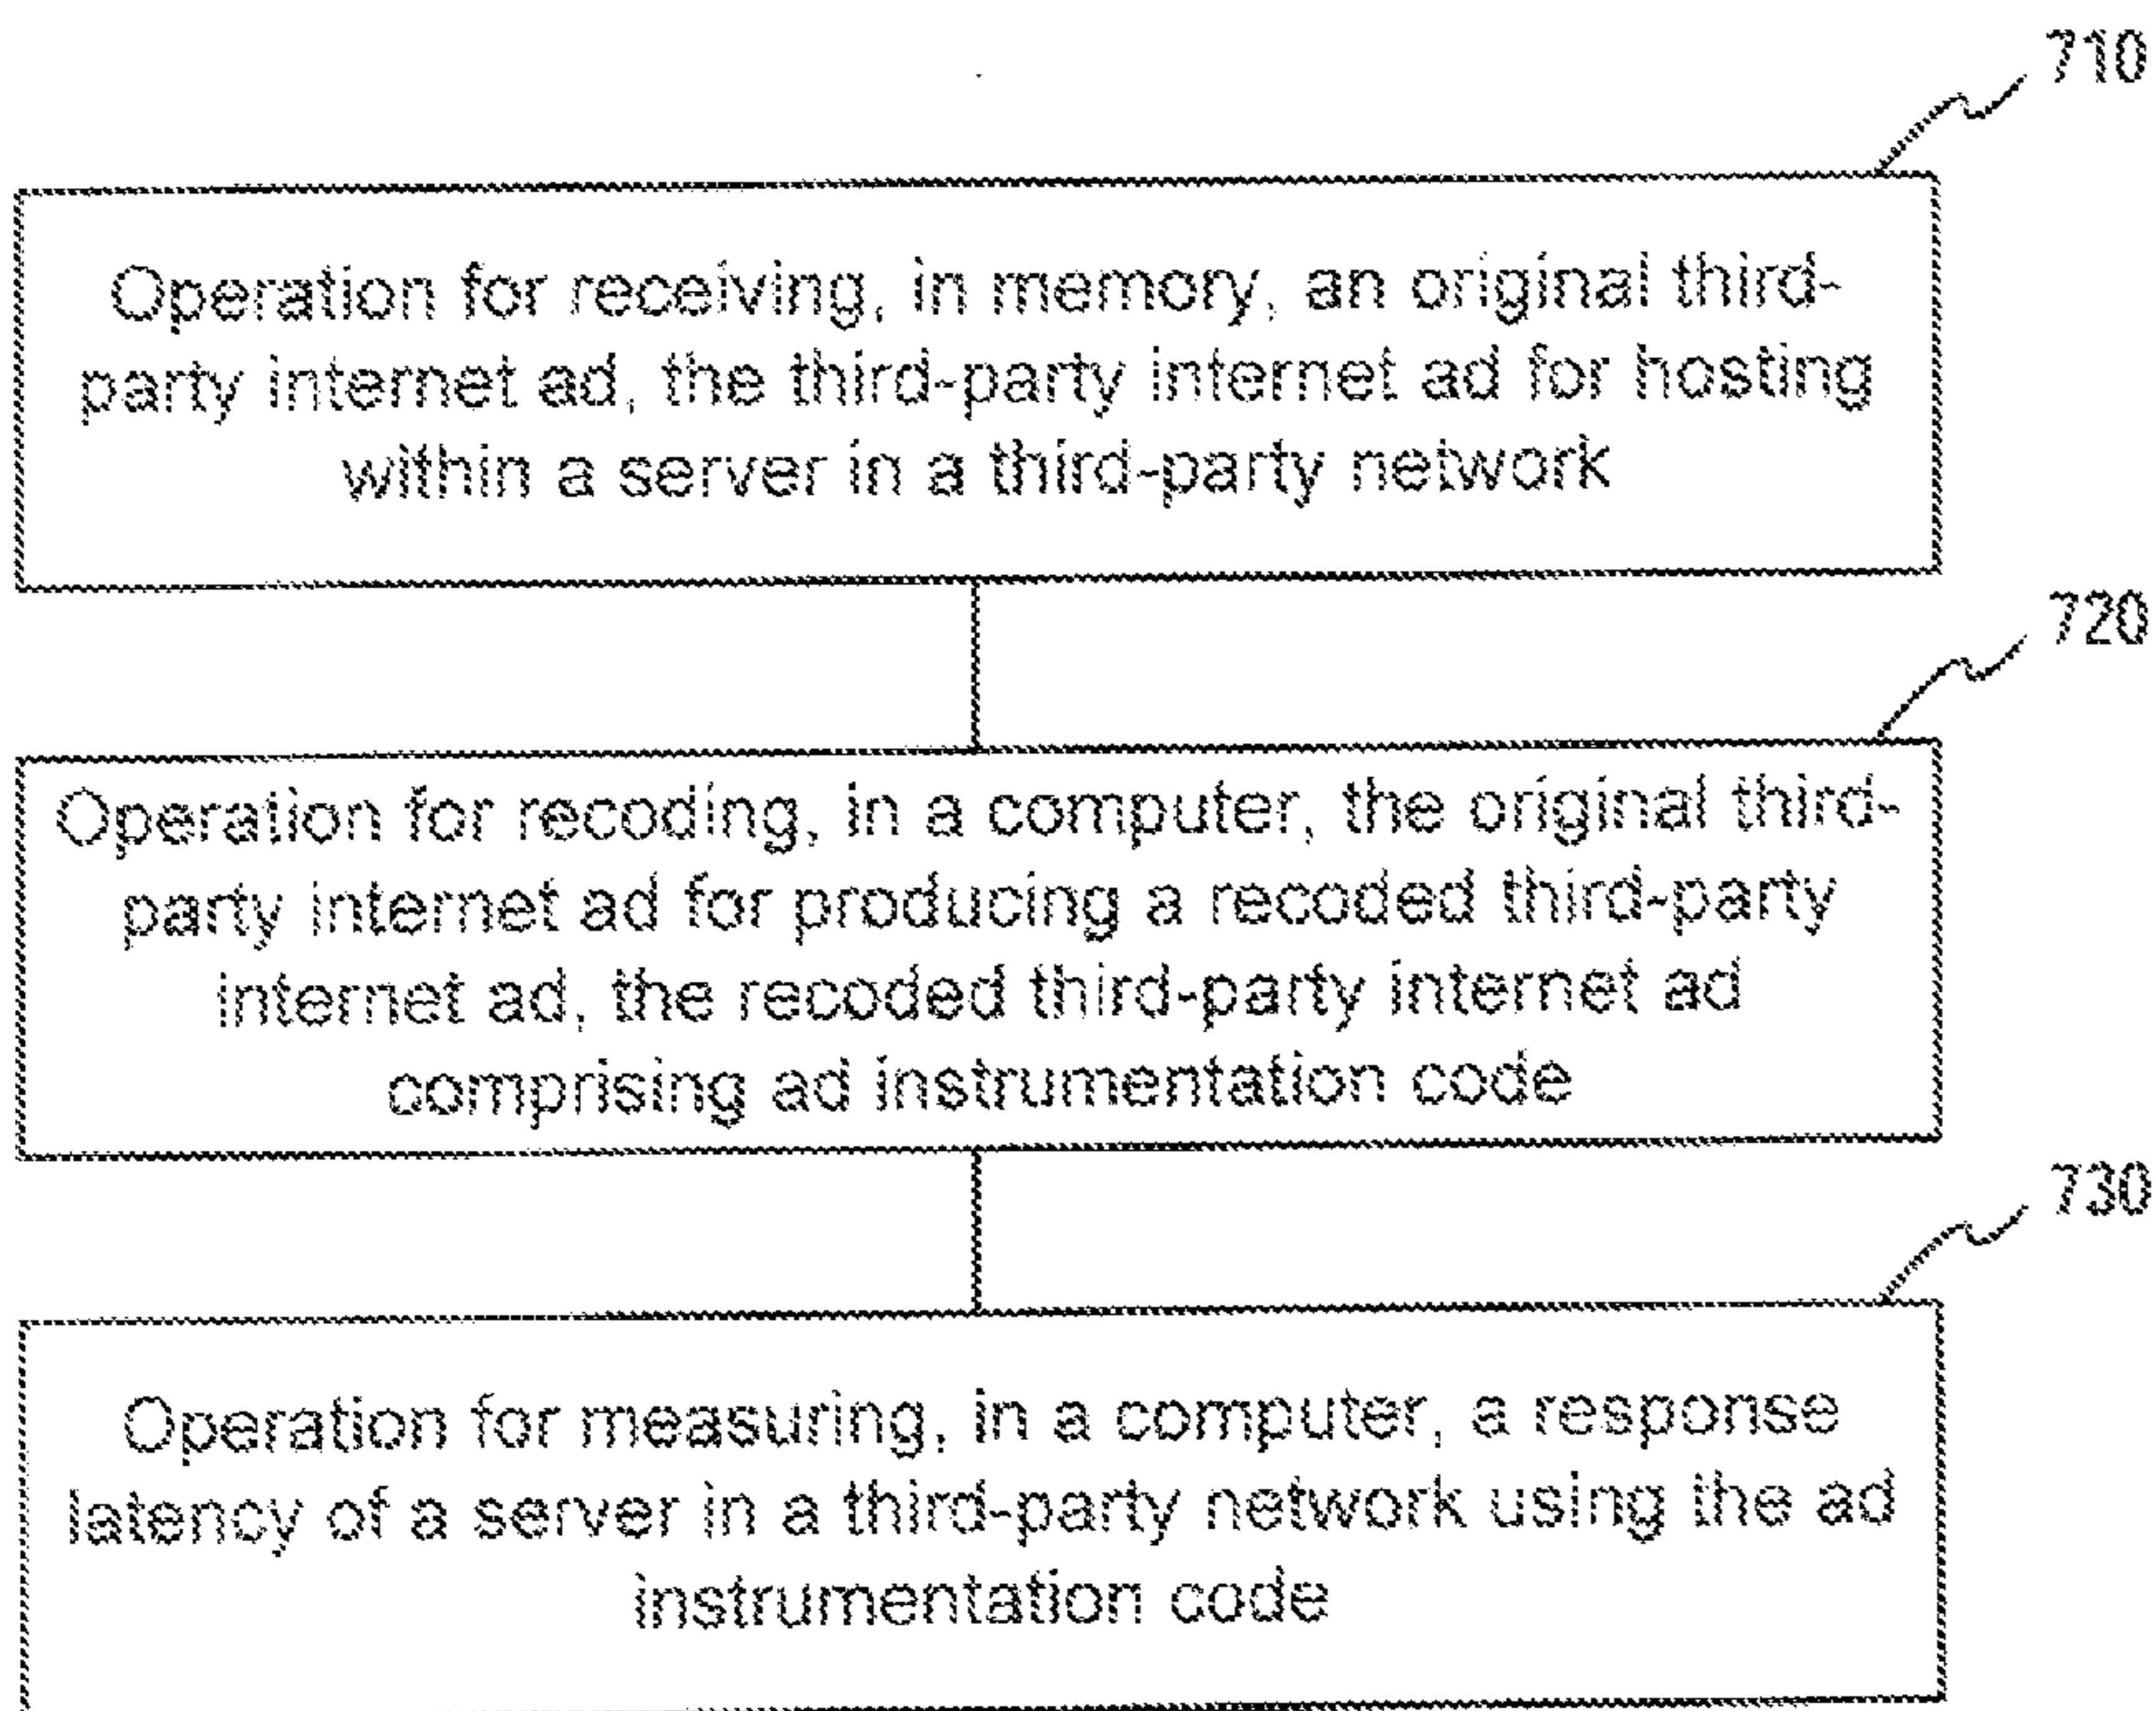 710
Operation for receiving, in memory, an original third-
party internet ad, the third-party internet ad for hosting
within a server in a third-party network
720
Operation for recoding, in a computer, the original third-
party internet ad for producing a recoded third-party
internet ad, the recoded third-party internet ad
comprising ad instrumentation code
730
Operation for measuring, in a computer, a response
latency of a server in a third-party network using the ad
instrumentation code